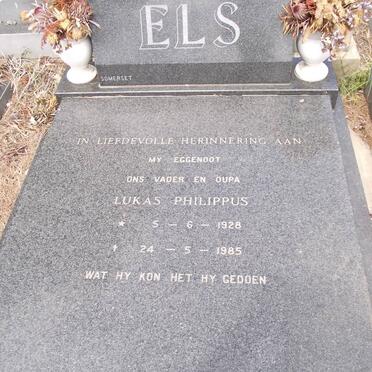 ELS
SOMERSET
IN LIEFDEVOLLE HERINNERING AAN
MY EGGENOOT
ONS VADER EN OUPA
LUKAS PHILIPPUS
* 5 - 6 - 1928
† 24 - 5 - 1985
WAT HY KON HET HY GEDOEN